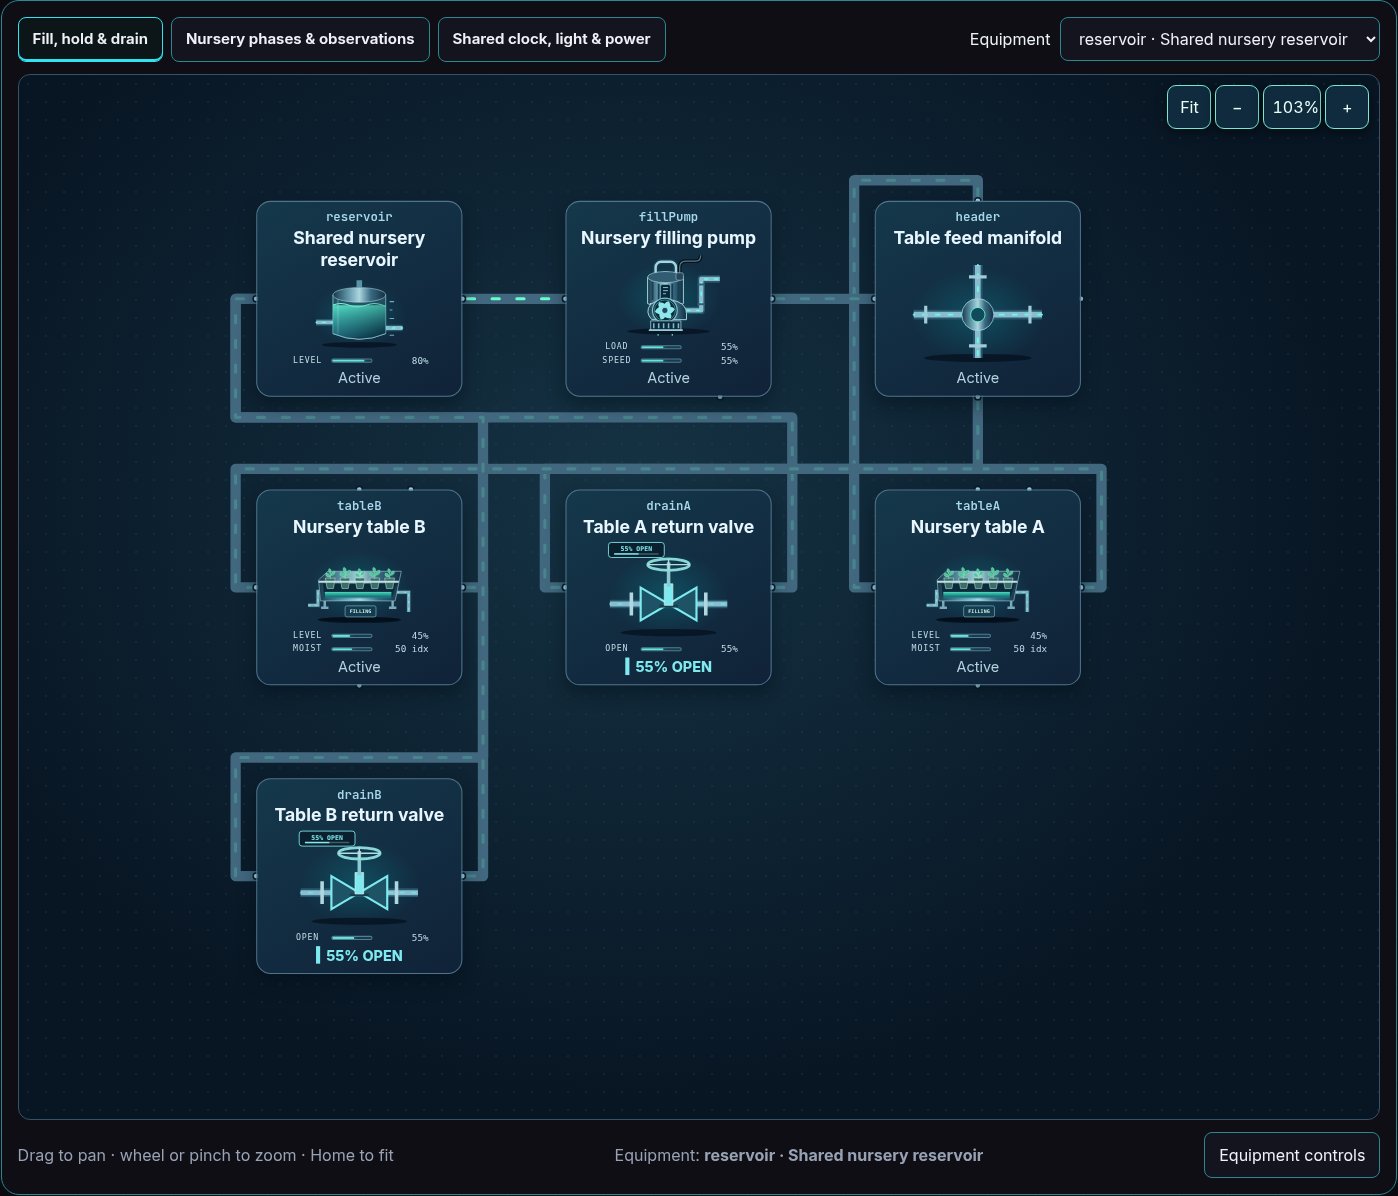 Fill, hold & drain
Nursery phases & observations
Shared clock, light & power
Equipment
reservoir · Shared nursery reservoir
Fit
−
103%
+
reservoir
Shared nursery
reservoir
LEVEL 80%
Active
fillPump
Nursery filling pump
LOAD 55%
SPEED 55%
Active
header
Table feed manifold
Active
tableB
Nursery table B
FILLING
LEVEL 45%
MOIST 50 idx
Active
drainA
Table A return valve
55% OPEN
OPEN 55%
55% OPEN
tableA
Nursery table A
FILLING
LEVEL 45%
MOIST 50 idx
Active
drainB
Table B return valve
55% OPEN
OPEN 55%
55% OPEN
Drag to pan · wheel or pinch to zoom · Home to fit
Equipment: reservoir · Shared nursery reservoir
Equipment controls